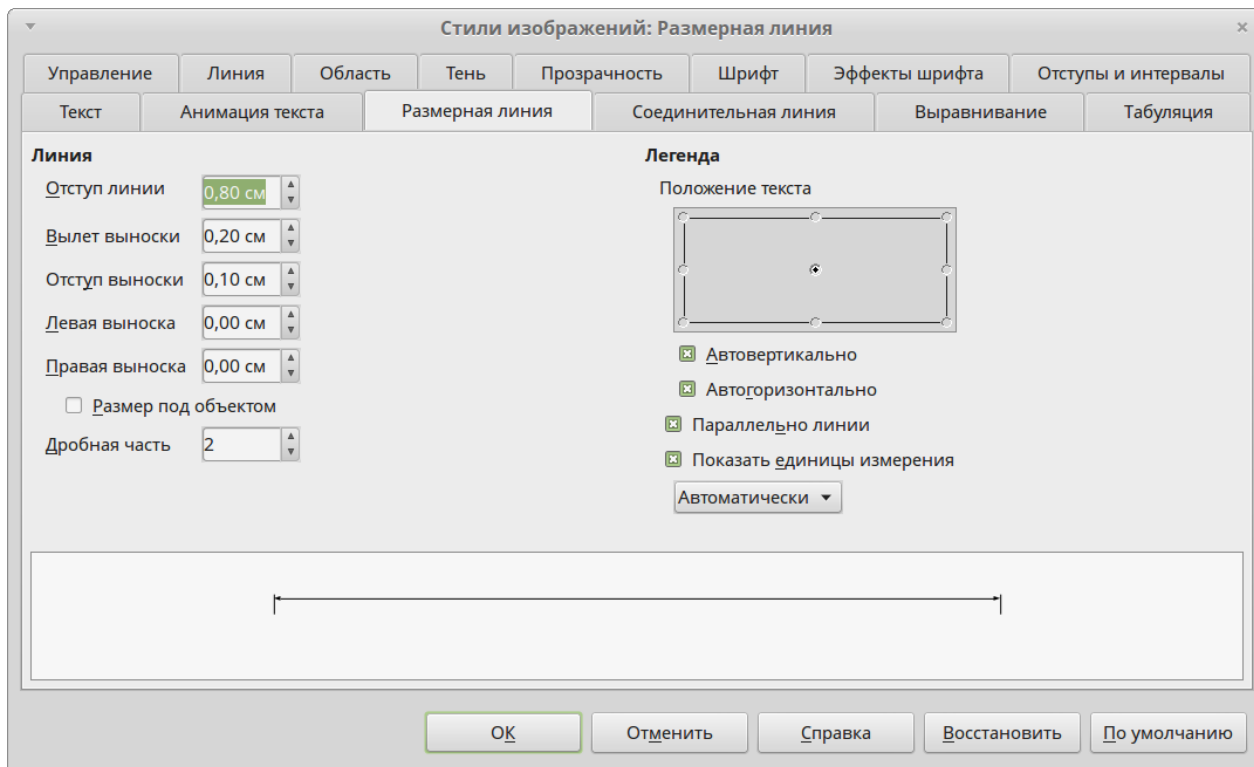 Стили изображений: Размерная линия
Управление Линия Область Тень Прозрачность Шрифт Эффекты шрифта Отступы и интервалы
Текст Анимация текста Размерная линия Соединительная линия Выравнивание Табуляция
Линия
Отступ линии 0,80 см
Вылет выноски 0,20 см
Отступ выноски 0,10 см
Левая выноска 0,00 см
Правая выноска 0,00 см
Размер под объектом
Дробная часть 2
Легенда
Положение текста
Автовертикально
Автогоризонтально
Параллельно линии
Показать единицы измерения
Автоматически
ОК Отменить Справка Восстановить По умолчанию